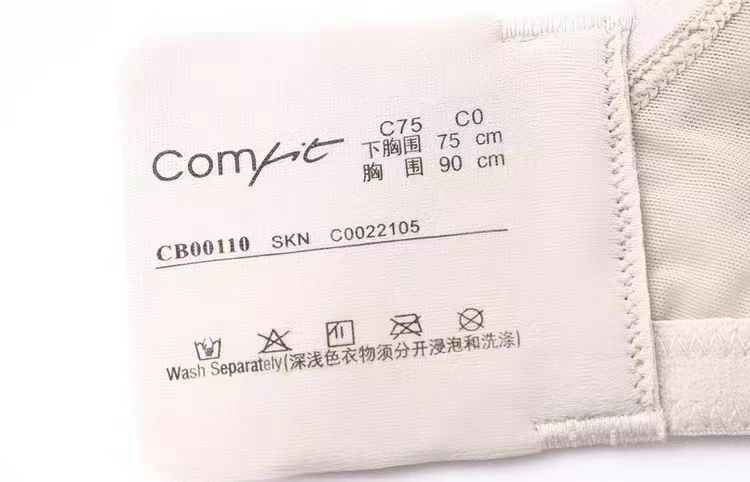 Comfit
C75 C0
下胸围 75 cm
胸 围 90 cm
CB00110 SKN C0022105
Wash Separately(深浅色衣物须分开浸泡和洗涤)